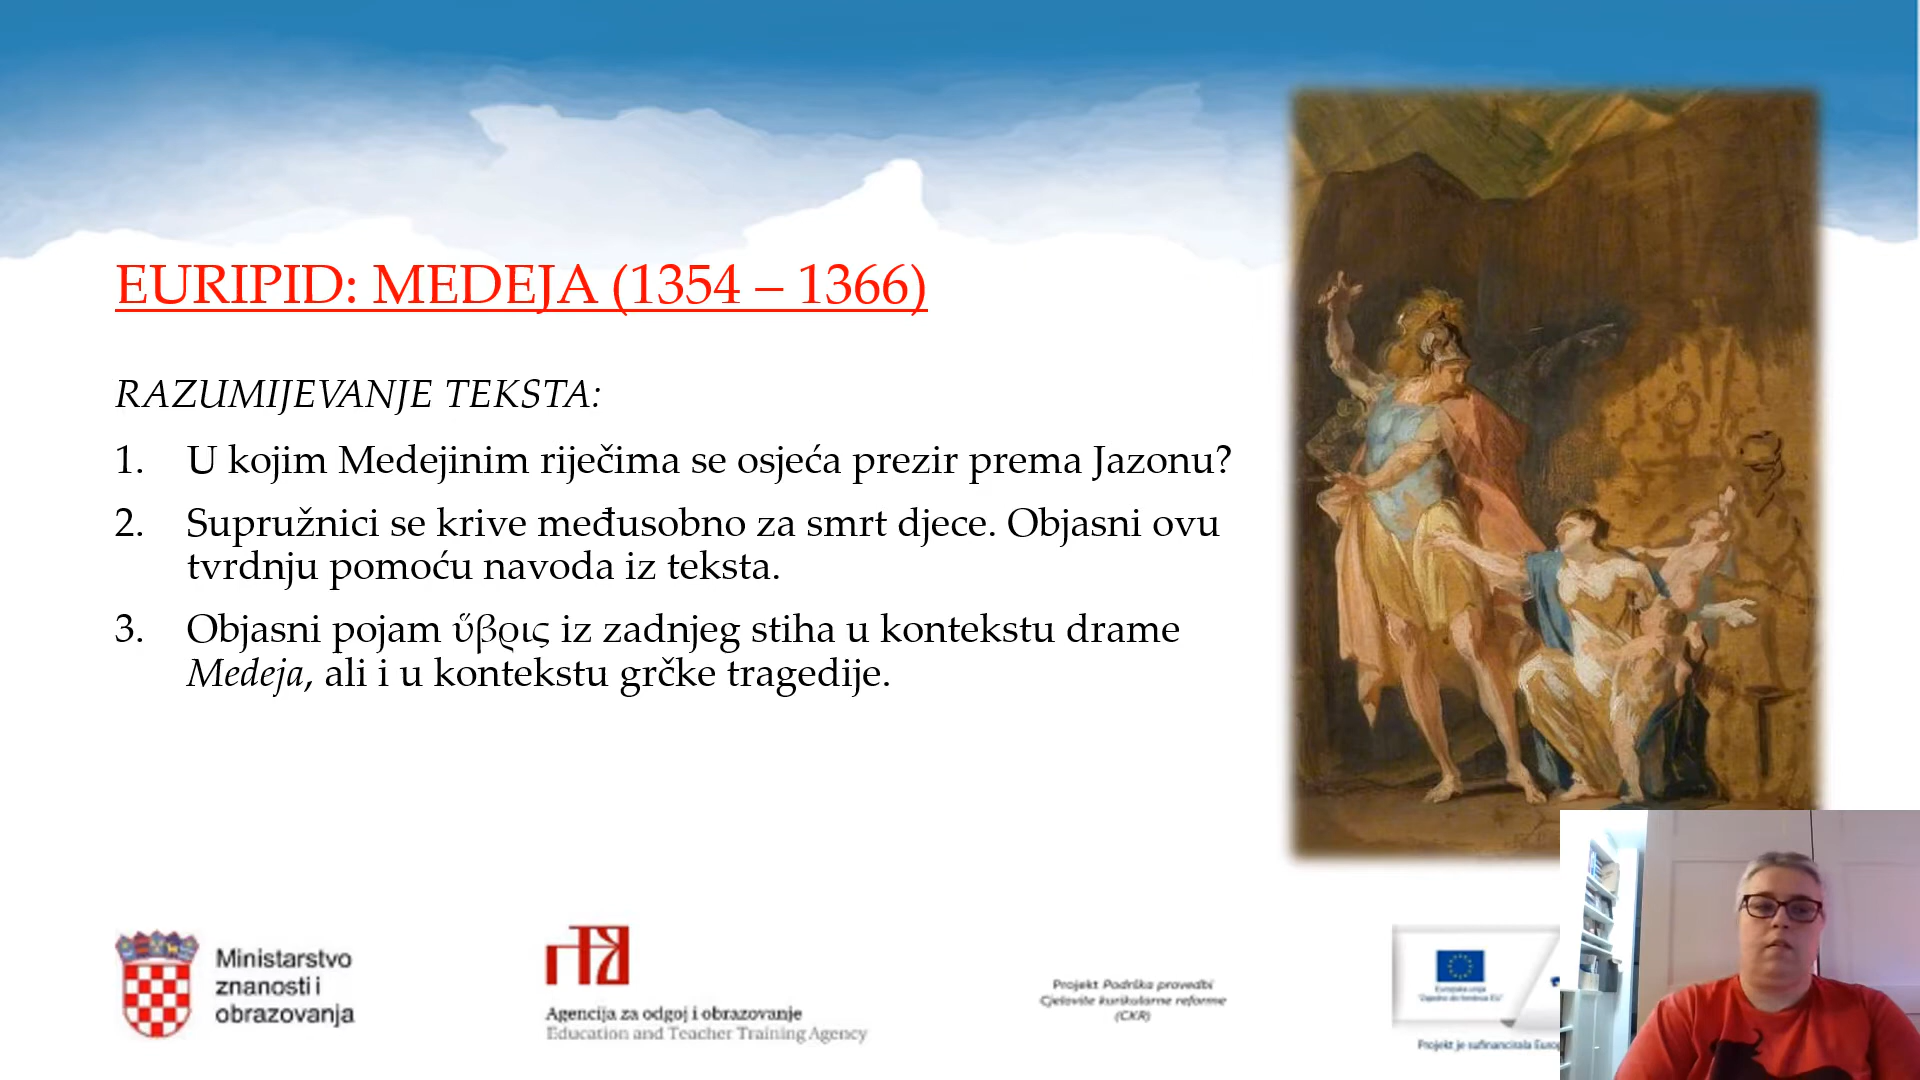 EURIPID: MEDEJA (1354 – 1366)
RAZUMIJEVANJE TEKSTA:
1. U kojim Medejinim riječima se osjeća prezir prema Jazonu?
2. Supružnici se krive međusobno za smrt djece. Objasni ovu
tvrdnju pomoću navoda iz teksta.
3. Objasni pojam ὕβρις iz zadnjeg stiha u kontekstu drame
Medeja, ali i u kontekstu grčke tragedije.
Ministarstvo
znanosti i
obrazovanja
Agencija za odgoj i obrazovanje
Education and Teacher Training Agency
Projekt Podrška provedbi
Cjelovite kurikularne reforme
(CKR)
Europska unija
Projekt je sufinancirala